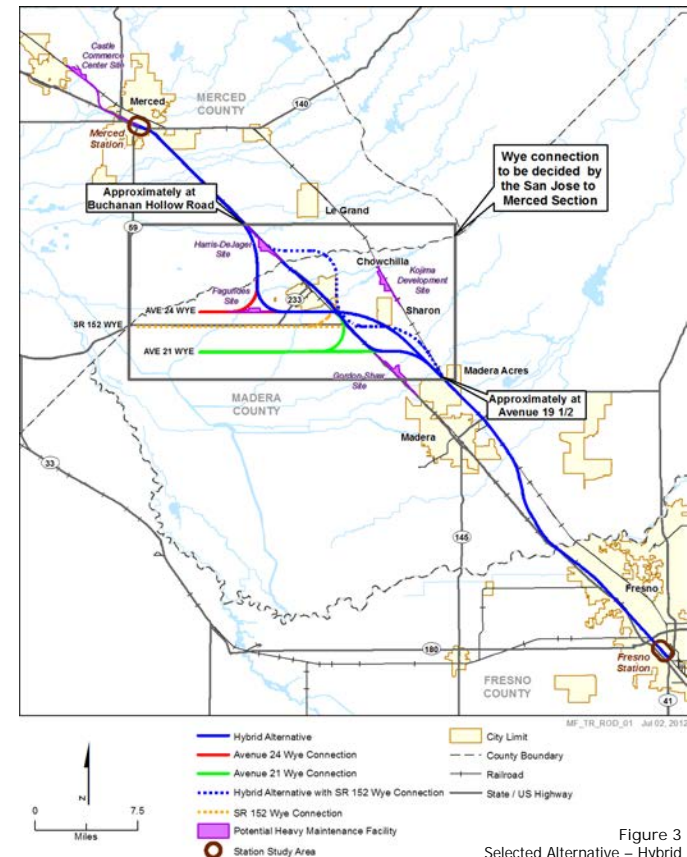 Castle
Commerce
Center Site
Merced
MERCED
COUNTY
140
Merced
Station
Wye connection
to be decided by
the San Jose to
Merced Section
Approximately at
Buchanan Hollow Road
Le Grand
59
Harris-DeJager
Site
Chowchilla
Kojima
Development
Site
Fagundes
Site
233
Sharon
AVE 24 WYE
SR 152 WYE
AVE 21 WYE
Gordon-Shaw
Site
Madera Acres
MADERA
COUNTY
Approximately at
Avenue 19 1/2
Madera
33
145
Fresno
180
Fresno
Station
FRESNO
COUNTY
41
MF_TR_ROD_01 Jul 02, 2012
Hybrid Alternative
Avenue 24 Wye Connection
Avenue 21 Wye Connection
Hybrid Alternative with SR 152 Wye Connection
SR 152 Wye Connection
Potential Heavy Maintenance Facility
Station Study Area
City Limit
County Boundary
Railroad
State / US Highway
N
0 7.5
Miles
Figure 3
Selected Alternative – Hybrid